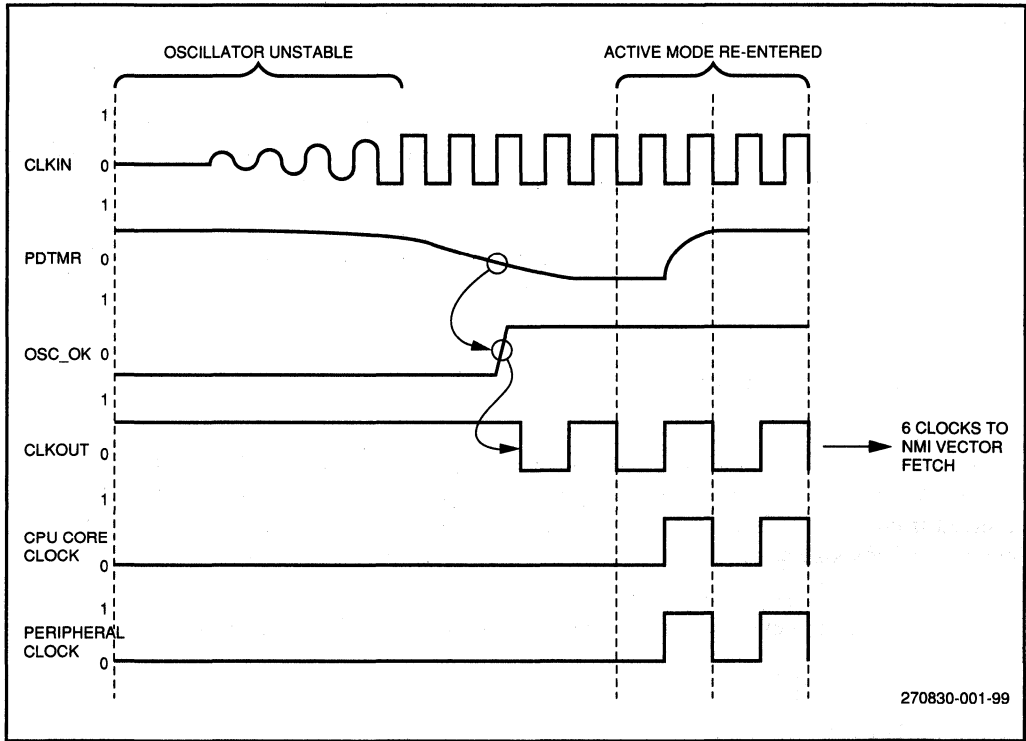 OSCILLATOR UNSTABLE
ACTIVE MODE RE-ENTERED
1
CLKIN 0
1
PDTMR 0
1
OSC_OK 0
1
CLKOUT 0
6 CLOCKS TO
NMI VECTOR
FETCH
1
CPU CORE
CLOCK 0
1
PERIPHERAL
CLOCK 0
270830-001-99